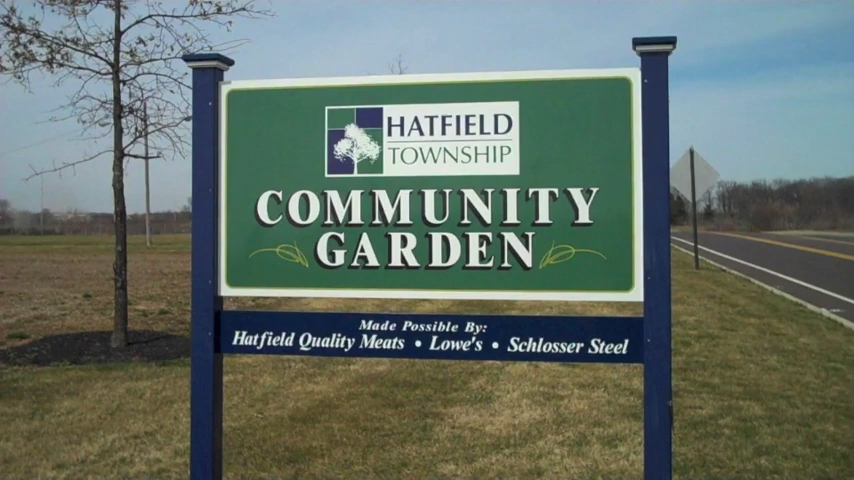 HATFIELD
TOWNSHIP
COMMUNITY
GARDEN
Made Possible By:
Hatfield Quality Meats • Lowe's • Schlosser Steel